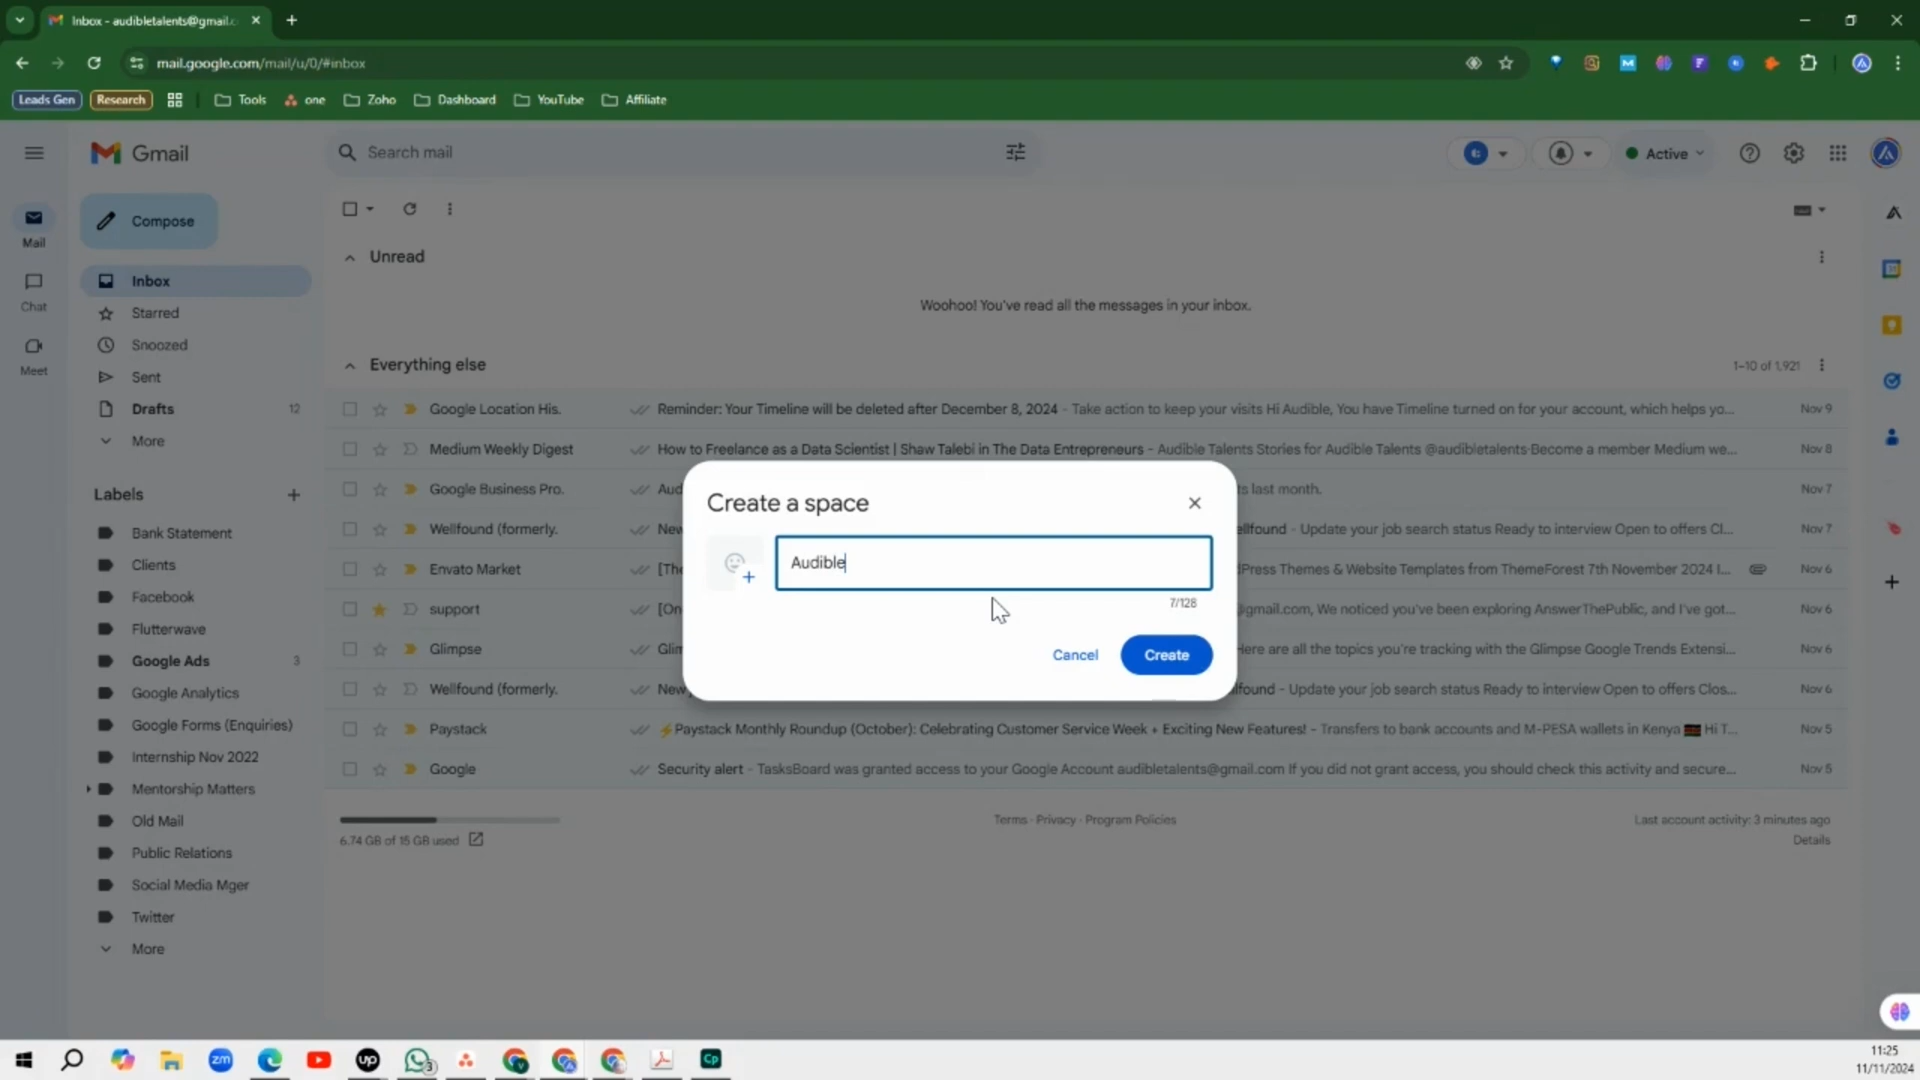 Inbox - audibletalents@gmail.c
mail.google.com/mail/u/0/#inbox
Leads Gen
Research
Tools
one
Zoho
Dashboard
YouTube
Affiliate
Gmail
Search mail
Active
Mail
Chat
Meet
Compose
Inbox
Starred
Snoozed
Sent
Drafts 12
More
Labels
Bank Statement
Clients
Facebook
Flutterwave
Google Ads 3
Google Analytics
Google Forms (Enquiries)
Internship Nov 2022
Mentorship Matters
Old Mail
Public Relations
Social Media Mger
Twitter
More
Unread
Woohoo! You've read all the messages in your inbox.
Everything else
1–10 of 1,921
Google Location His. Reminder: Your Timeline will be deleted after December 8, 2024 - Take action to keep your visits Hi Audible, You have Timeline turned on for your account, which helps yo... Nov 9
Medium Weekly Digest How to Freelance as a Data Scientist | Shaw Talebi in The Data Entrepreneurs - Audible Talents Stories for Audible Talents @audibletalents·Become a member Medium we... Nov 8
Google Business Pro. Aud ts last month. Nov 7
Wellfound (formerly. New ellfound - Update your job search status Ready to interview Open to offers Cl... Nov 7
Envato Market [The dPress Themes & Website Templates from ThemeForest 7th November 2024 I... Nov 6
support [On @gmail.com, We noticed you've been exploring AnswerThePublic, and I've got... Nov 6
Glimpse Glim Here are all the topics you're tracking with the Glimpse Google Trends Extensi... Nov 6
Wellfound (formerly. New lfound - Update your job search status Ready to interview Open to offers Clos... Nov 6
Paystack ⚡Paystack Monthly Roundup (October): Celebrating Customer Service Week + Exciting New Features! - Transfers to bank accounts and M-PESA wallets in Kenya 🇰🇪 Hi T... Nov 5
Google Security alert - TasksBoard was granted access to your Google Account audibletalents@gmail.com If you did not grant access, you should check this activity and secure... Nov 5
Create a space
Audible
7/128
Cancel
Create
6.74 GB of 15 GB used
Terms · Privacy · Program Policies
Last account activity: 3 minutes ago
Details
zm
up
3
Cp
11:25
11/11/2024